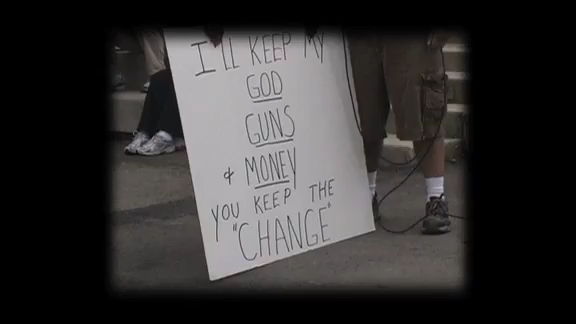 I'LL KEEP MY
GOD
GUNS
& MONEY
YOU KEEP THE
"CHANGE"